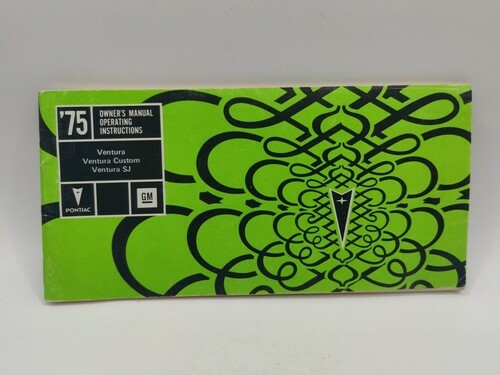 '75
OWNER'S MANUAL
OPERATING
INSTRUCTIONS
Ventura
Ventura Custom
Ventura SJ
PONTIAC
GM